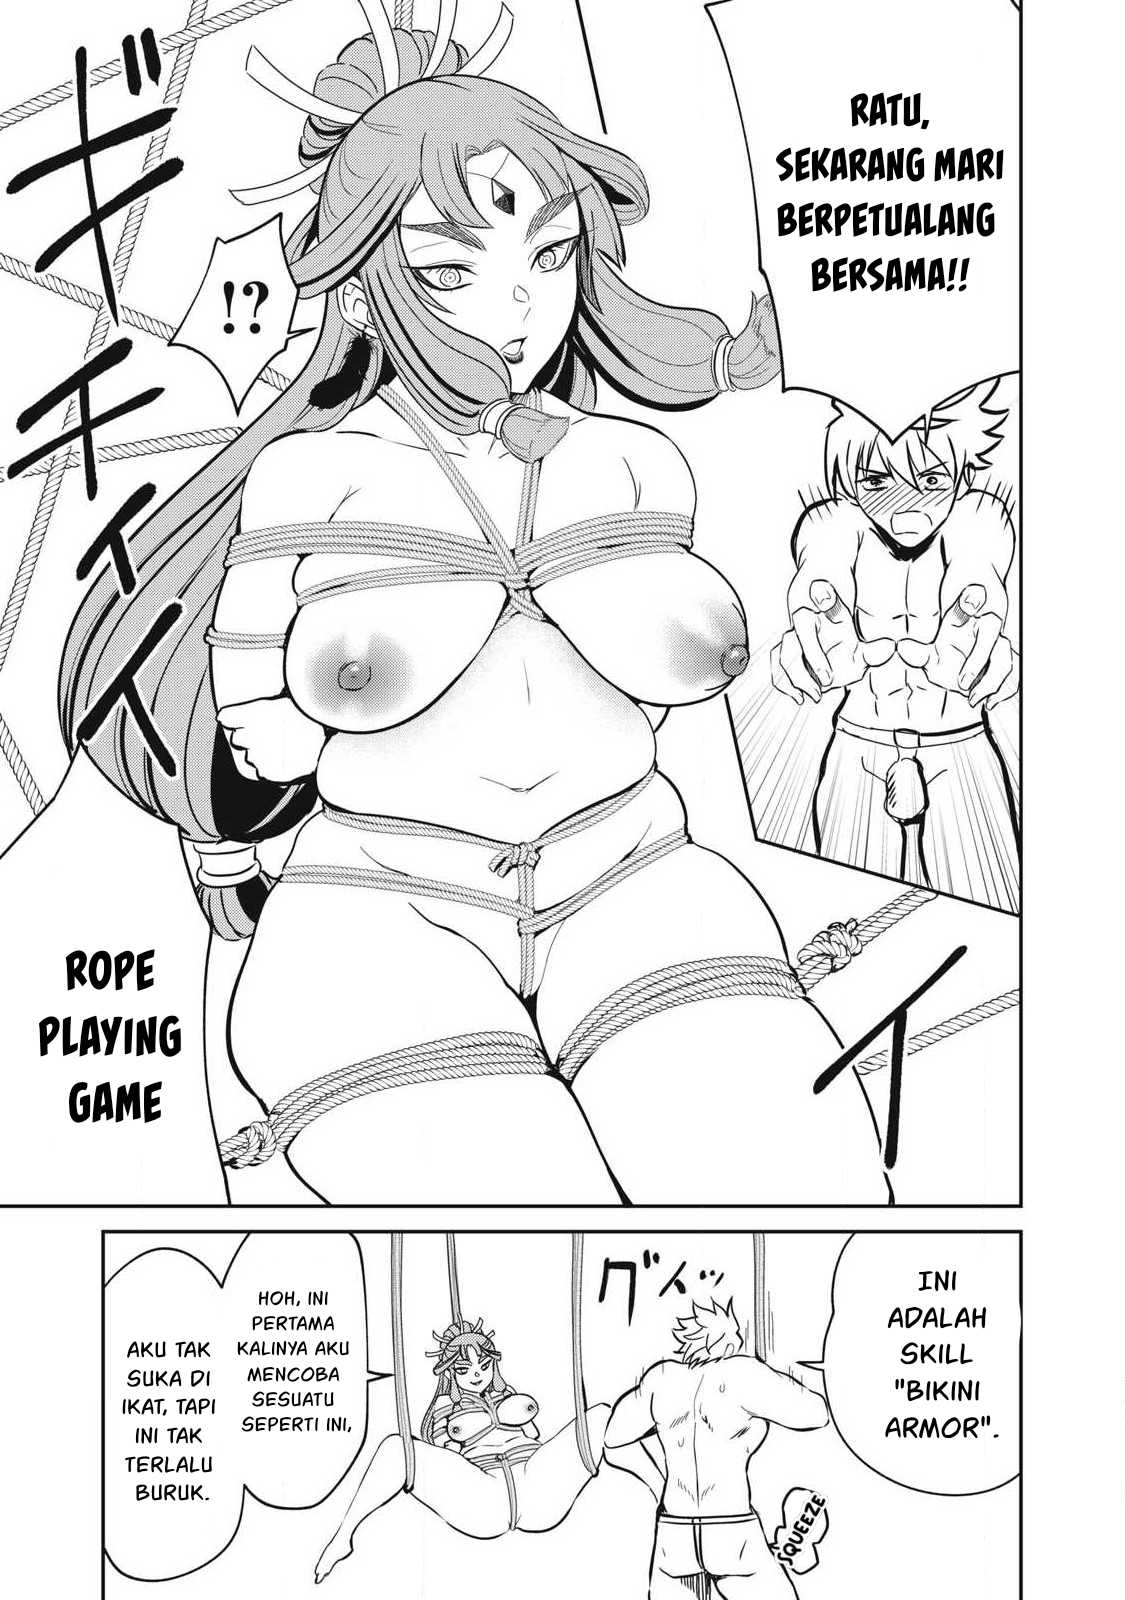 RATU,
SEKARANG MARI
BERPETUALANG
BERSAMA!!
!?
ギ
チ
ィ
ィ
ROPE
PLAYING
GAME
INI
ADALAH
SKILL
"BIKINI
ARMOR".
グイッ
SQUEEZE
HOH, INI
PERTAMA
KALINYA AKU
MENCOBA
SESUATU
SEPERTI INI,
AKU TAK
SUKA DI
IKAT, TAPI
INI TAK
TERLALU
BURUK.